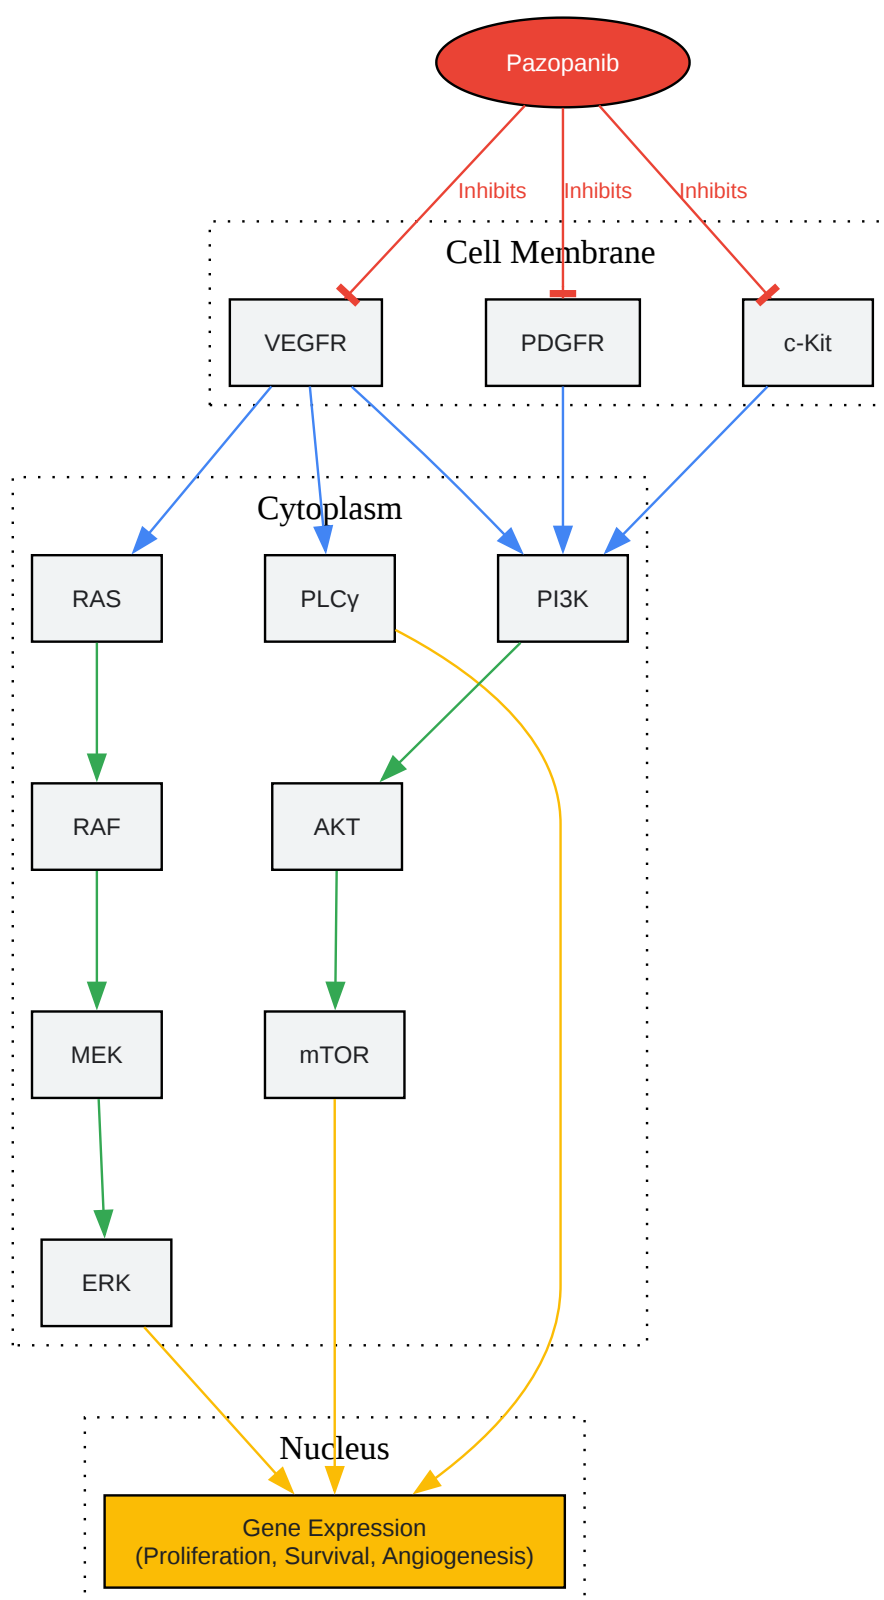 Pazopanib
Inhibits
Inhibits
Inhibits
Cell Membrane
VEGFR
PDGFR
c-Kit
Cytoplasm
RAS
PLCγ
PI3K
RAF
AKT
MEK
mTOR
ERK
Nucleus
Gene Expression
(Proliferation, Survival, Angiogenesis)